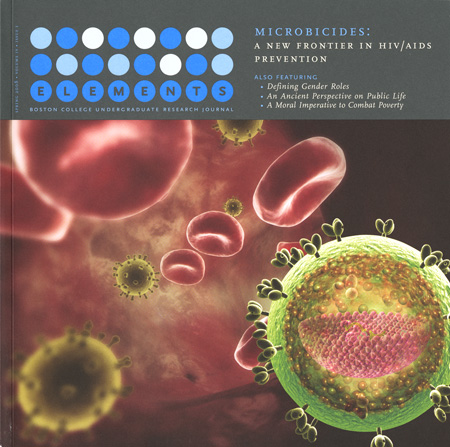 MICROBICIDES:
A NEW FRONTIER IN HIV/AIDS
PREVENTION
ALSO FEATURING
• Defining Gender Roles
• An Ancient Perspective on Public Life
• A Moral Imperative to Combat Poverty
ELEMENTS
BOSTON COLLEGE UNDERGRADUATE RESEARCH JOURNAL